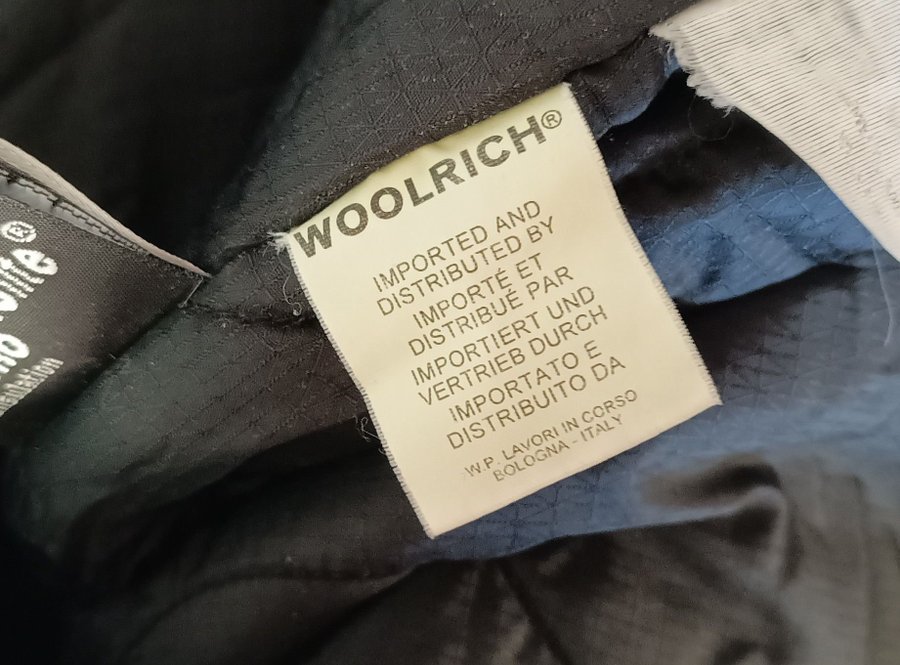 WOOLRICH®
IMPORTED AND
DISTRIBUTED BY
IMPORTÉ ET
DISTRIBUÉ PAR
IMPORTIERT UND
VERTRIEB DURCH
IMPORTATO E
DISTRIBUITO DA
W.P. LAVORI IN CORSO
BOLOGNA - ITALY